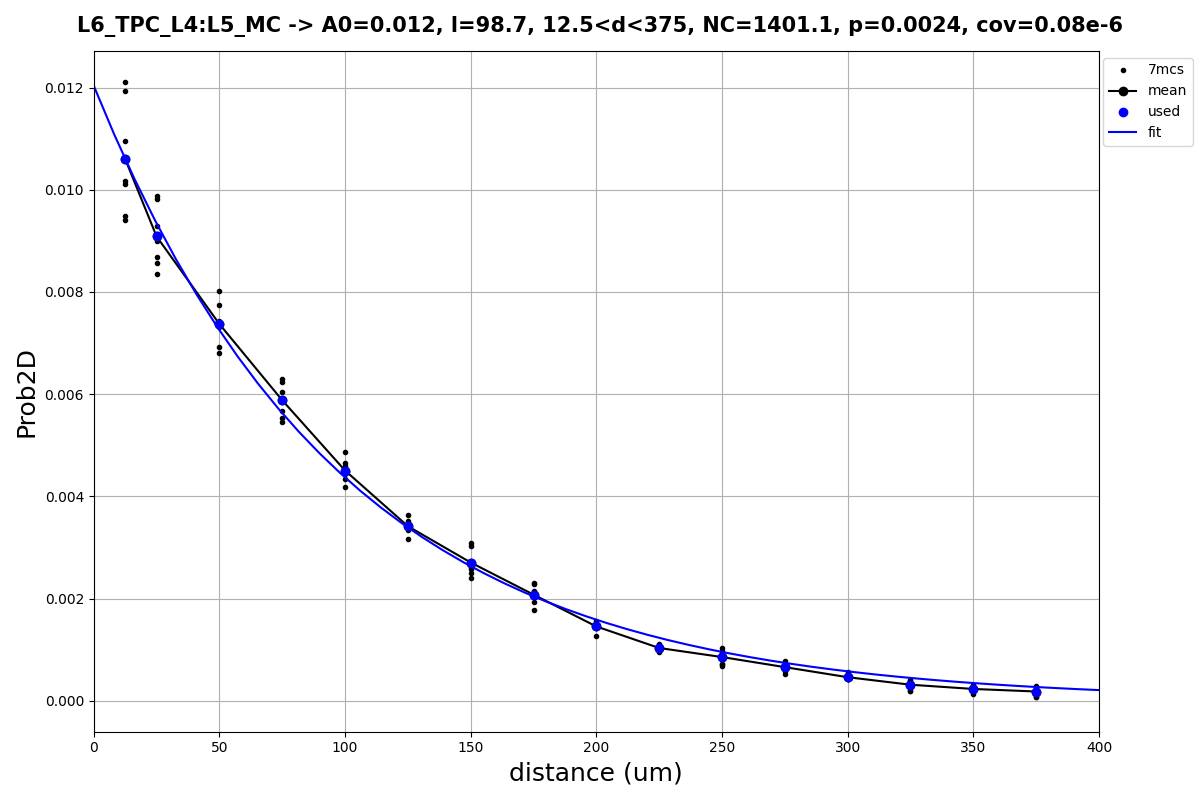 L6_TPC_L4:L5_MC -> A0=0.012, l=98.7, 12.5<d<375, NC=1401.1, p=0.0024, cov=0.08e-6
7mcs
mean
used
fit
Prob2D
0.012
0.010
0.008
0.006
0.004
0.002
0.000
0 50 100 150 200 250 300 350 400
distance (um)